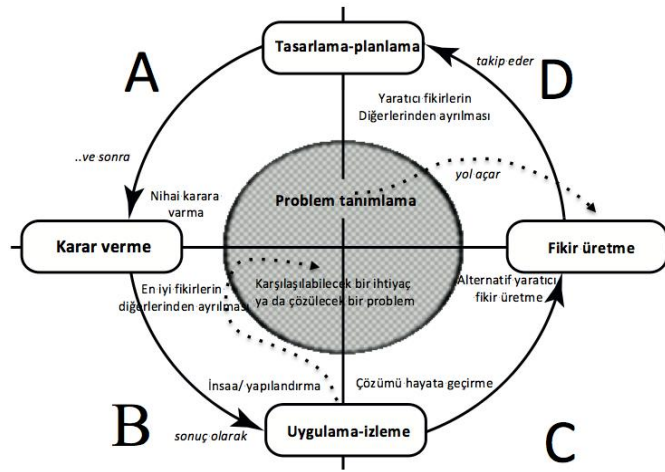 A
Tasarlama-planlama
takip eder
D
Yaratıcı fikirlerin
Diğerlerinden ayrılması
..ve sonra
yol açar
Nihai karara
varma
Problem tanımlama
Karar verme
Fikir üretme
En iyi fikirlerin
diğerlerinden ayrılması
Karşılaşılabilecek bir ihtiyaç
ya da çözülecek bir problem
Alternatif yaratıcı
fikir üretme
İnsaa/ yapılandırma
Çözümü hayata geçirme
B
sonuç olarak
Uygulama-izleme
C